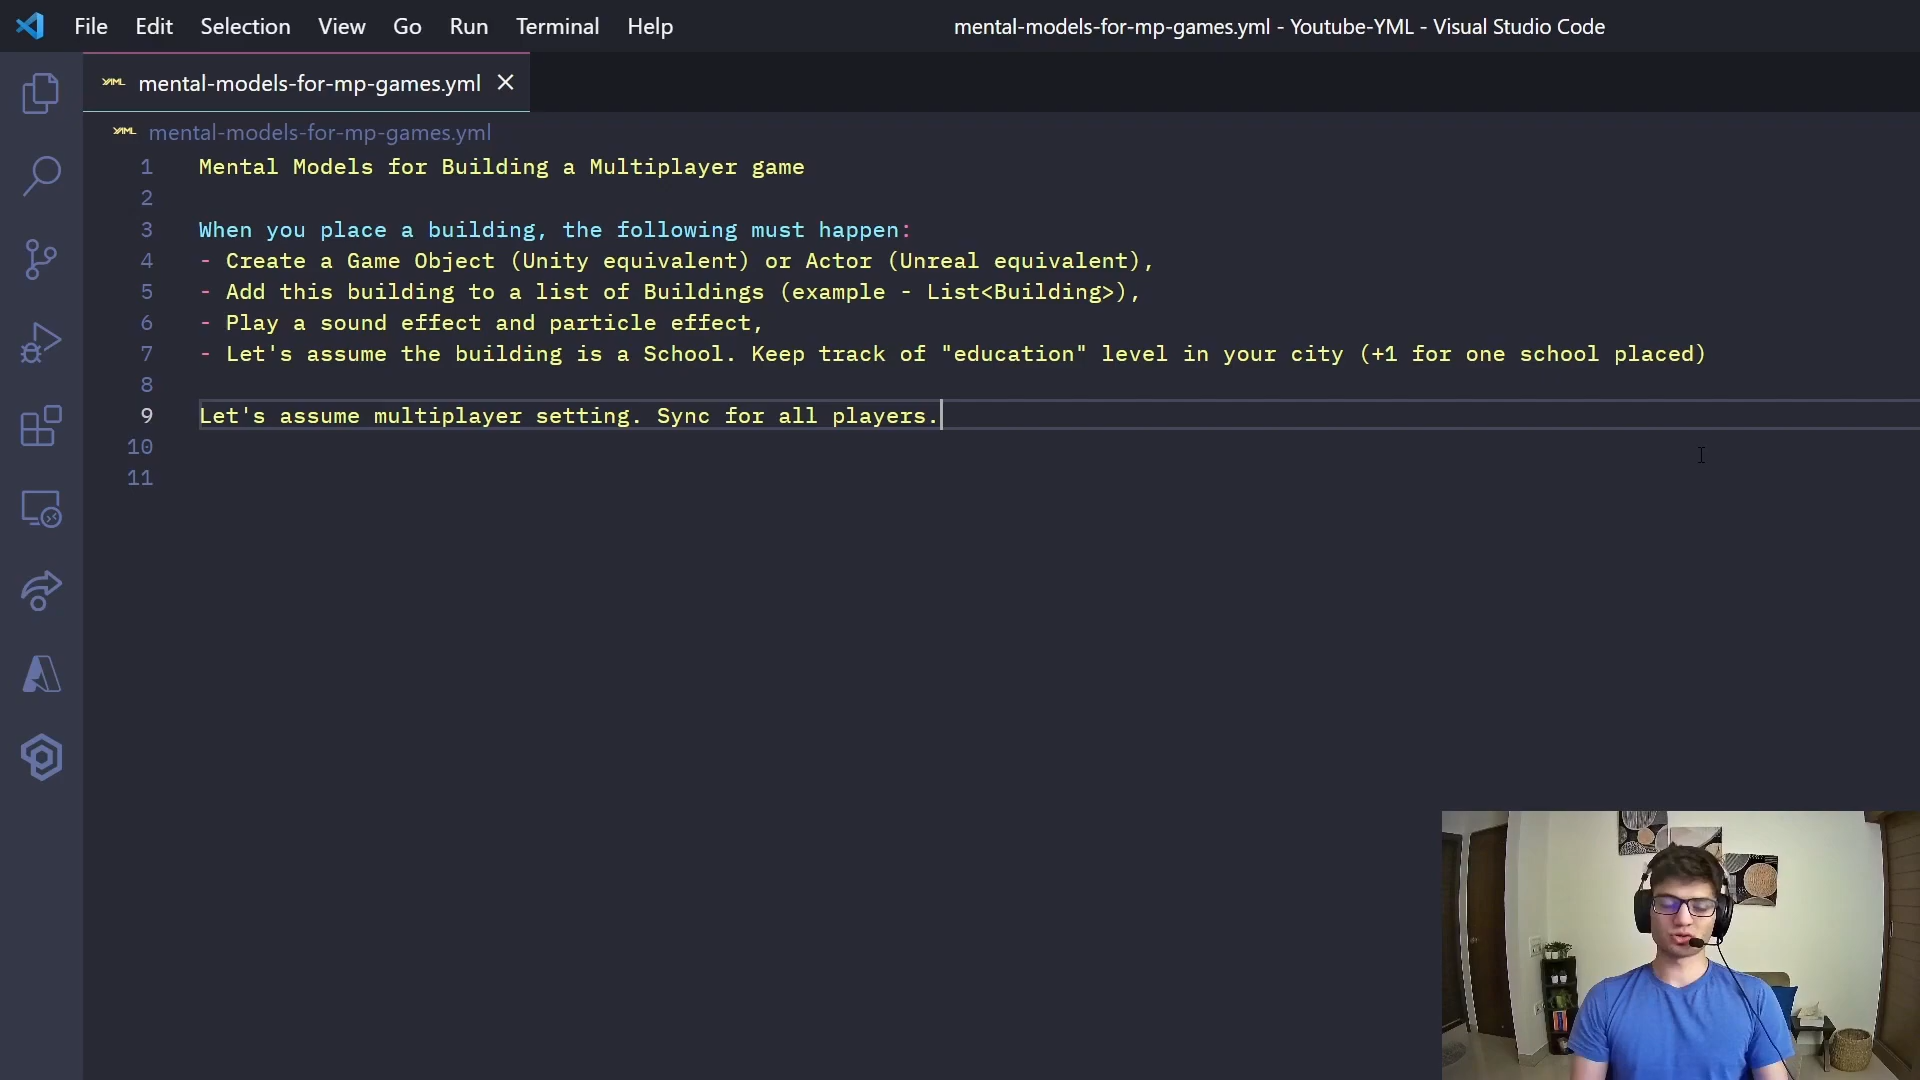 File Edit Selection View Go Run Terminal Help
mental-models-for-mp-games.yml - Youtube-YML - Visual Studio Code
YAML mental-models-for-mp-games.yml
YAML mental-models-for-mp-games.yml
1 Mental Models for Building a Multiplayer game
2
3 When you place a building, the following must happen:
4 - Create a Game Object (Unity equivalent) or Actor (Unreal equivalent),
5 - Add this building to a list of Buildings (example - List<Building>),
6 - Play a sound effect and particle effect,
7 - Let's assume the building is a School. Keep track of "education" level in your city (+1 for one school placed)
8
9 Let's assume multiplayer setting. Sync for all players.
10
11